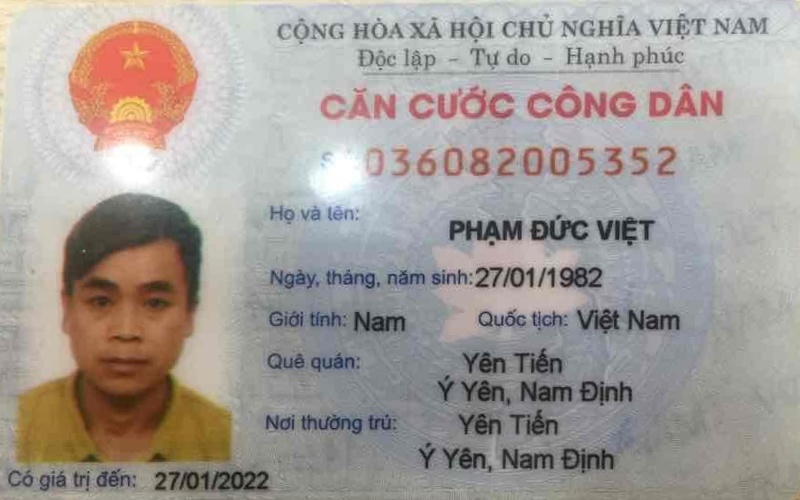 CỘNG HÒA XÃ HỘI CHỦ NGHĨA VIỆT NAM
Độc lập - Tự do - Hạnh phúc
CĂN CƯỚC CÔNG DÂN
036082005352
Họ và tên:
PHẠM ĐỨC VIỆT
Ngày, tháng, năm sinh: 27/01/1982
Giới tính: Nam Quốc tịch: Việt Nam
Quê quán: Yên Tiến
Ý Yên, Nam Định
Nơi thường trú: Yên Tiến
Ý Yên, Nam Định
Có giá trị đến: 27/01/2022